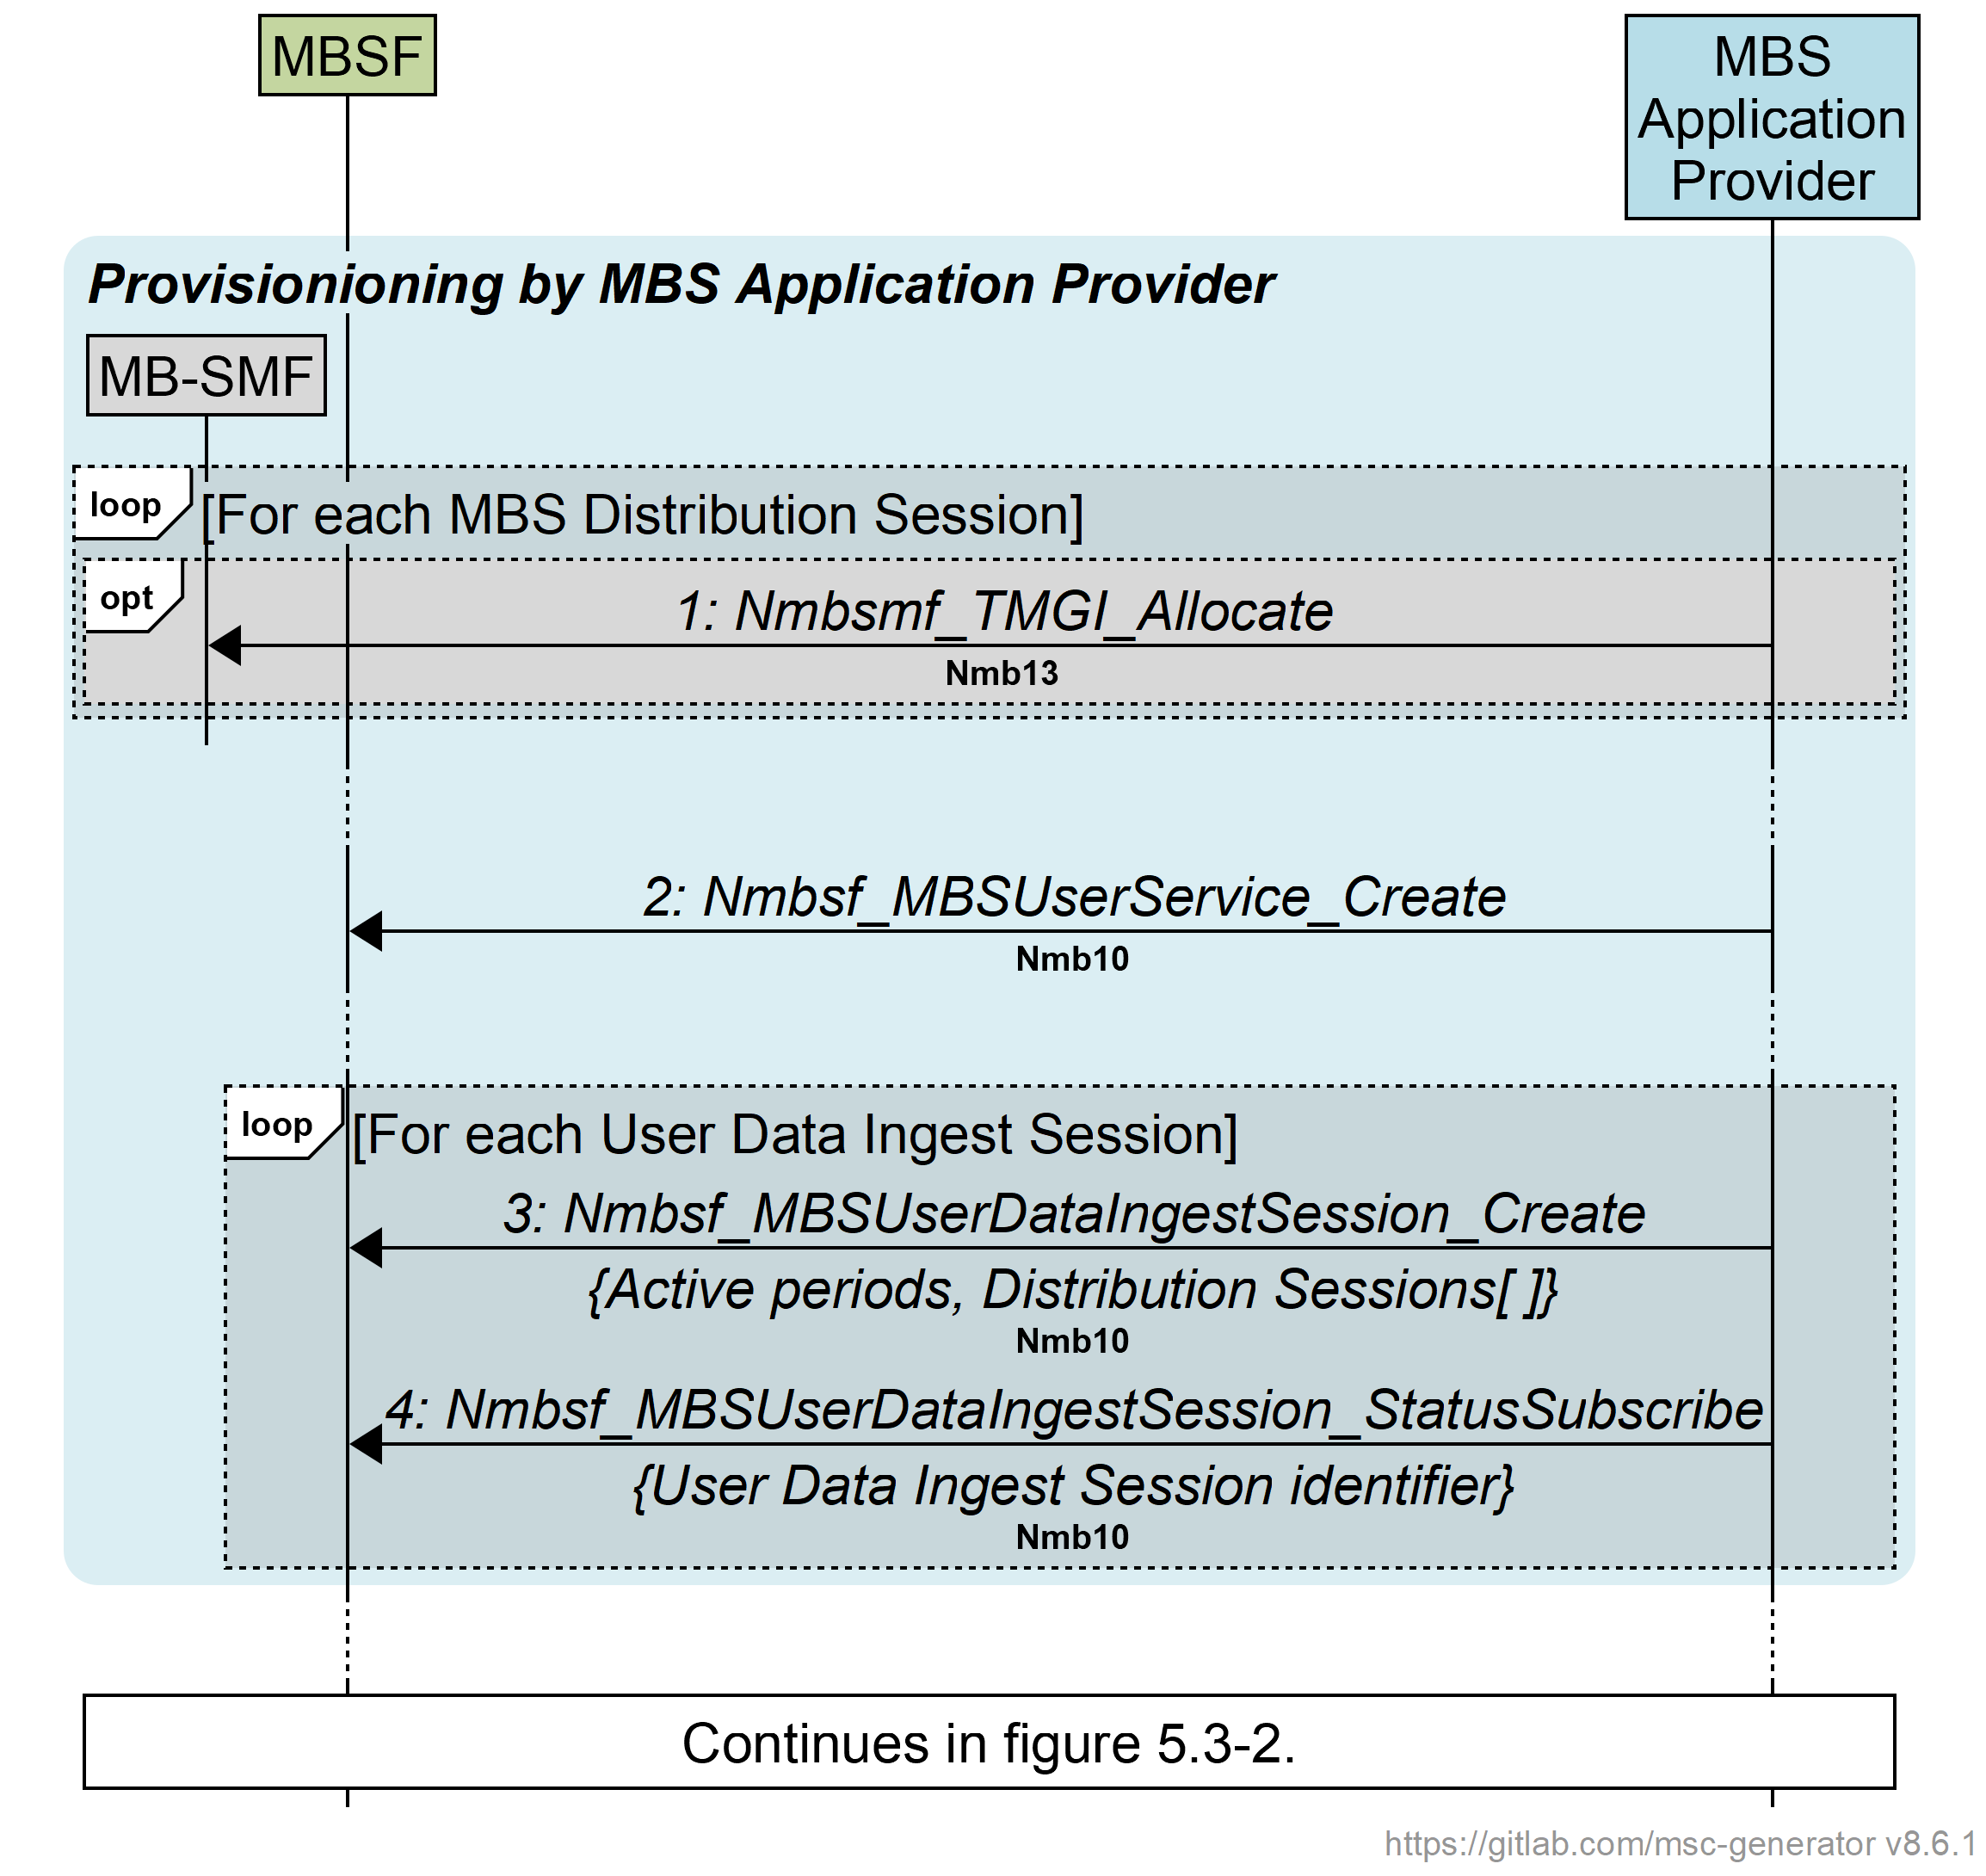 MBSF
MBS
Application
Provider
Provisionioning by MBS Application Provider
MB-SMF
loop
[For each MBS Distribution Session]
opt
1: Nmbsmf_TMGI_Allocate
Nmb13
2: Nmbsf_MBSUserService_Create
Nmb10
loop
[For each User Data Ingest Session]
3: Nmbsf_MBSUserDataIngestSession_Create
{Active periods, Distribution Sessions[ ]}
Nmb10
4: Nmbsf_MBSUserDataIngestSession_StatusSubscribe
{User Data Ingest Session identifier}
Nmb10
Continues in figure 5.3-2.
https://gitlab.com/msc-generator v8.6.1